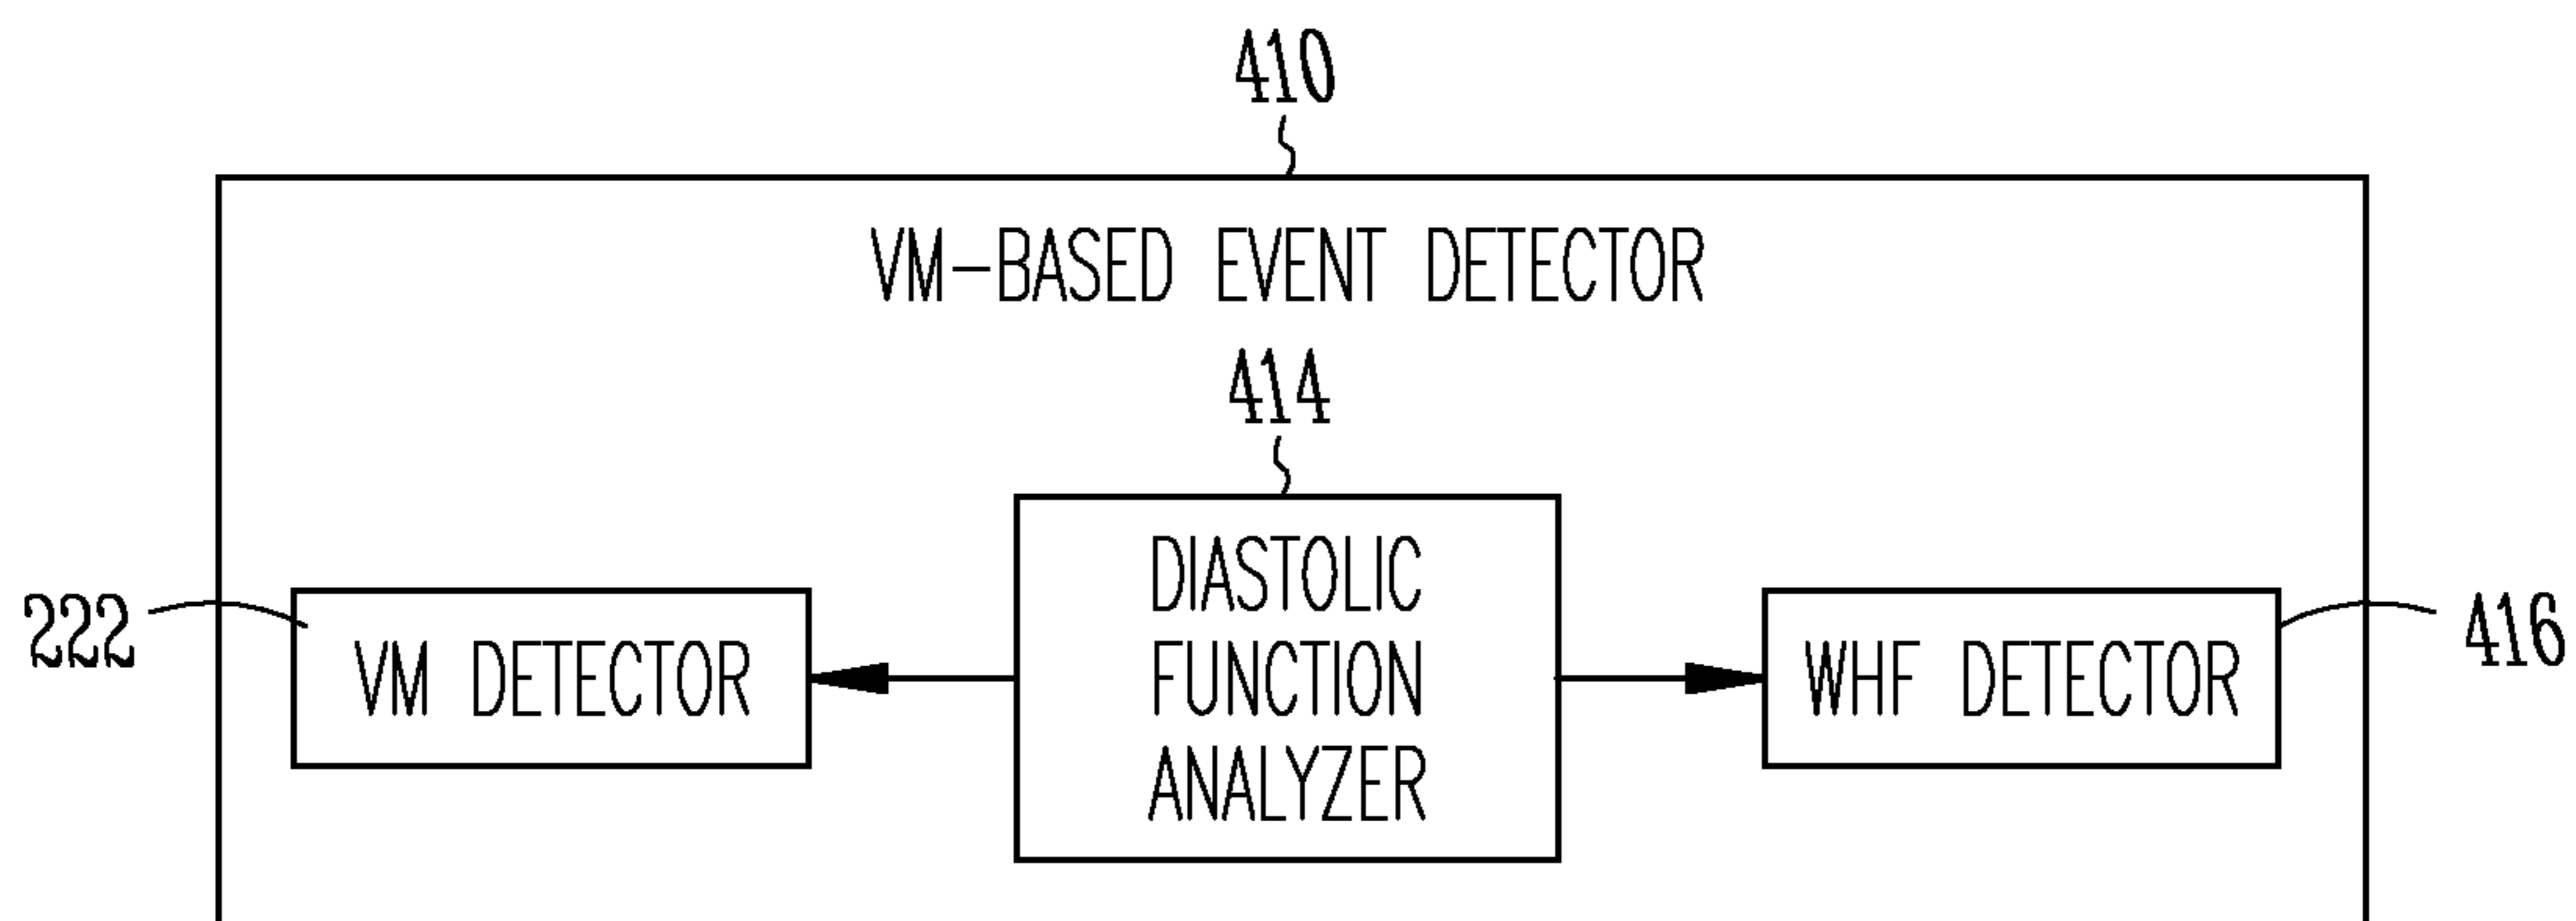 410
VM-BASED EVENT DETECTOR
414
DIASTOLIC
FUNCTION
ANALYZER
222
VM DETECTOR
WHF DETECTOR
416